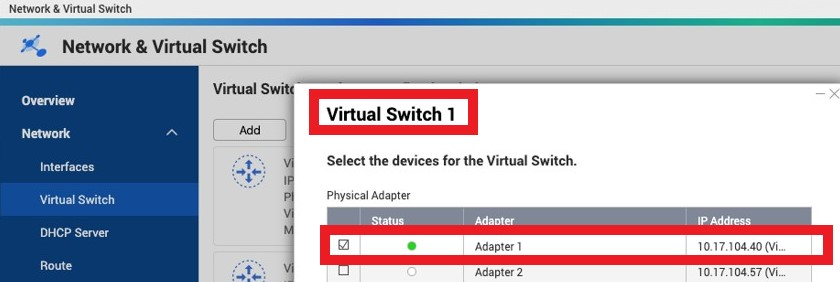 Network & Virtual Switch
Network & Virtual Switch
Overview
Network
Interfaces
Virtual Switch
DHCP Server
Route
Add
Virtual Switch 1
Select the devices for the Virtual Switch.
Physical Adapter
Status Adapter IP Address
Adapter 1 10.17.104.40 (Vi...
Adapter 2 10.17.104.57 (Vi...